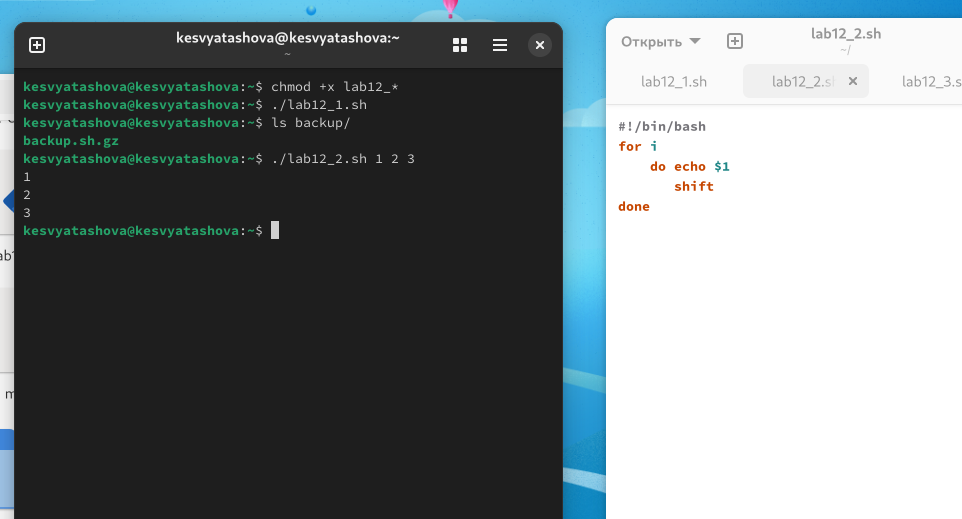 kesvyatashova@kesvyatashova:~
~
kesvyatashova@kesvyatashova:~$ chmod +x lab12_*
kesvyatashova@kesvyatashova:~$ ./lab12_1.sh
kesvyatashova@kesvyatashova:~$ ls backup/
backup.sh.gz
kesvyatashova@kesvyatashova:~$ ./lab12_2.sh 1 2 3
1
2
3
kesvyatashova@kesvyatashova:~$
Открыть
lab12_2.sh
~/
lab12_1.sh lab12_2.s lab12_3.s
#!/bin/bash
for i
do echo $1
shift
done